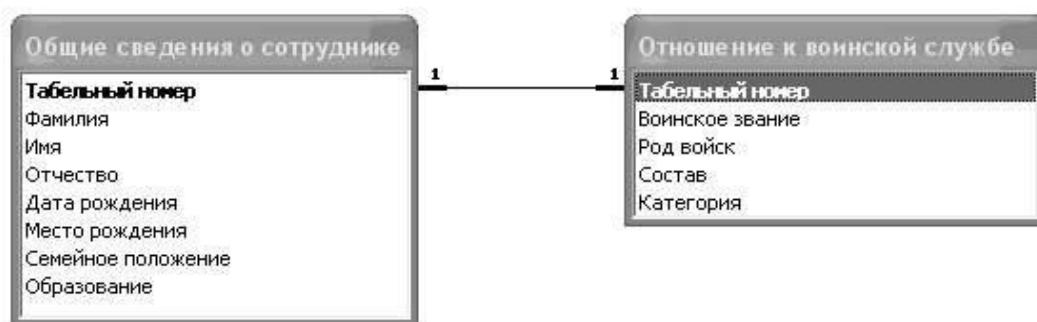 Общие сведения о сотруднике
Табельный номер
Фамилия
Имя
Отчество
Дата рождения
Место рождения
Семейное положение
Образование
1
1
Отношение к воинской службе
Табельный номер
Воинское звание
Род войск
Состав
Категория